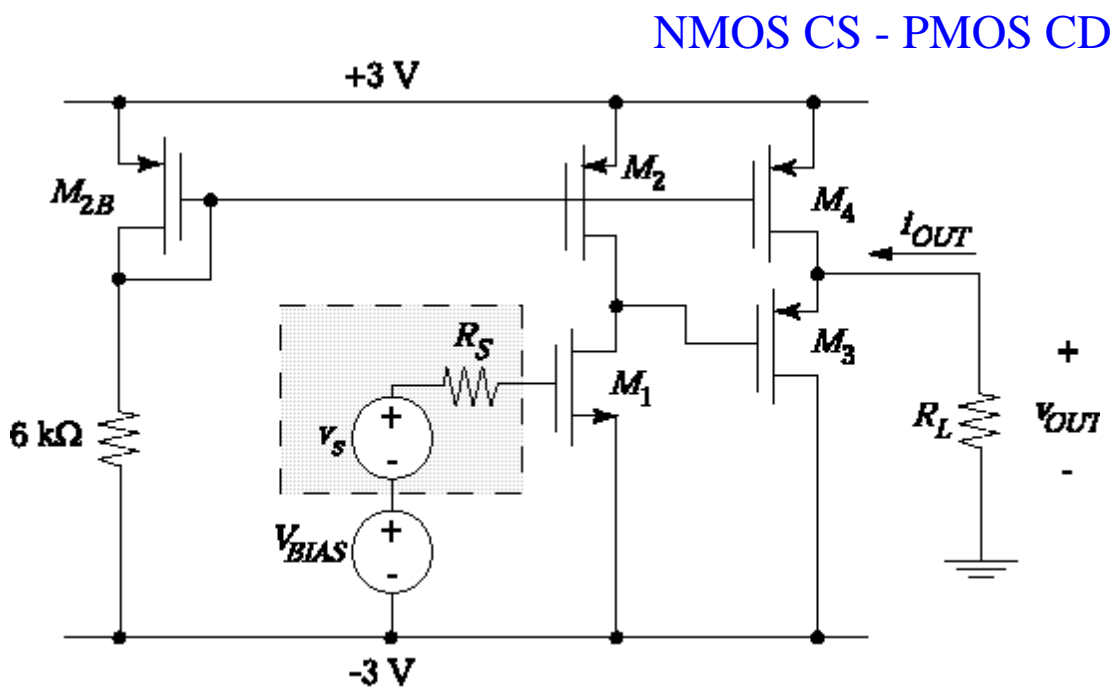 NMOS CS - PMOS CD
+3 V
M2B
M2
M4
iOUT
RS
M1
M3
+
6 kΩ
+
vs
-
RL
vOUT
-
+
VBIAS
-
-3 V